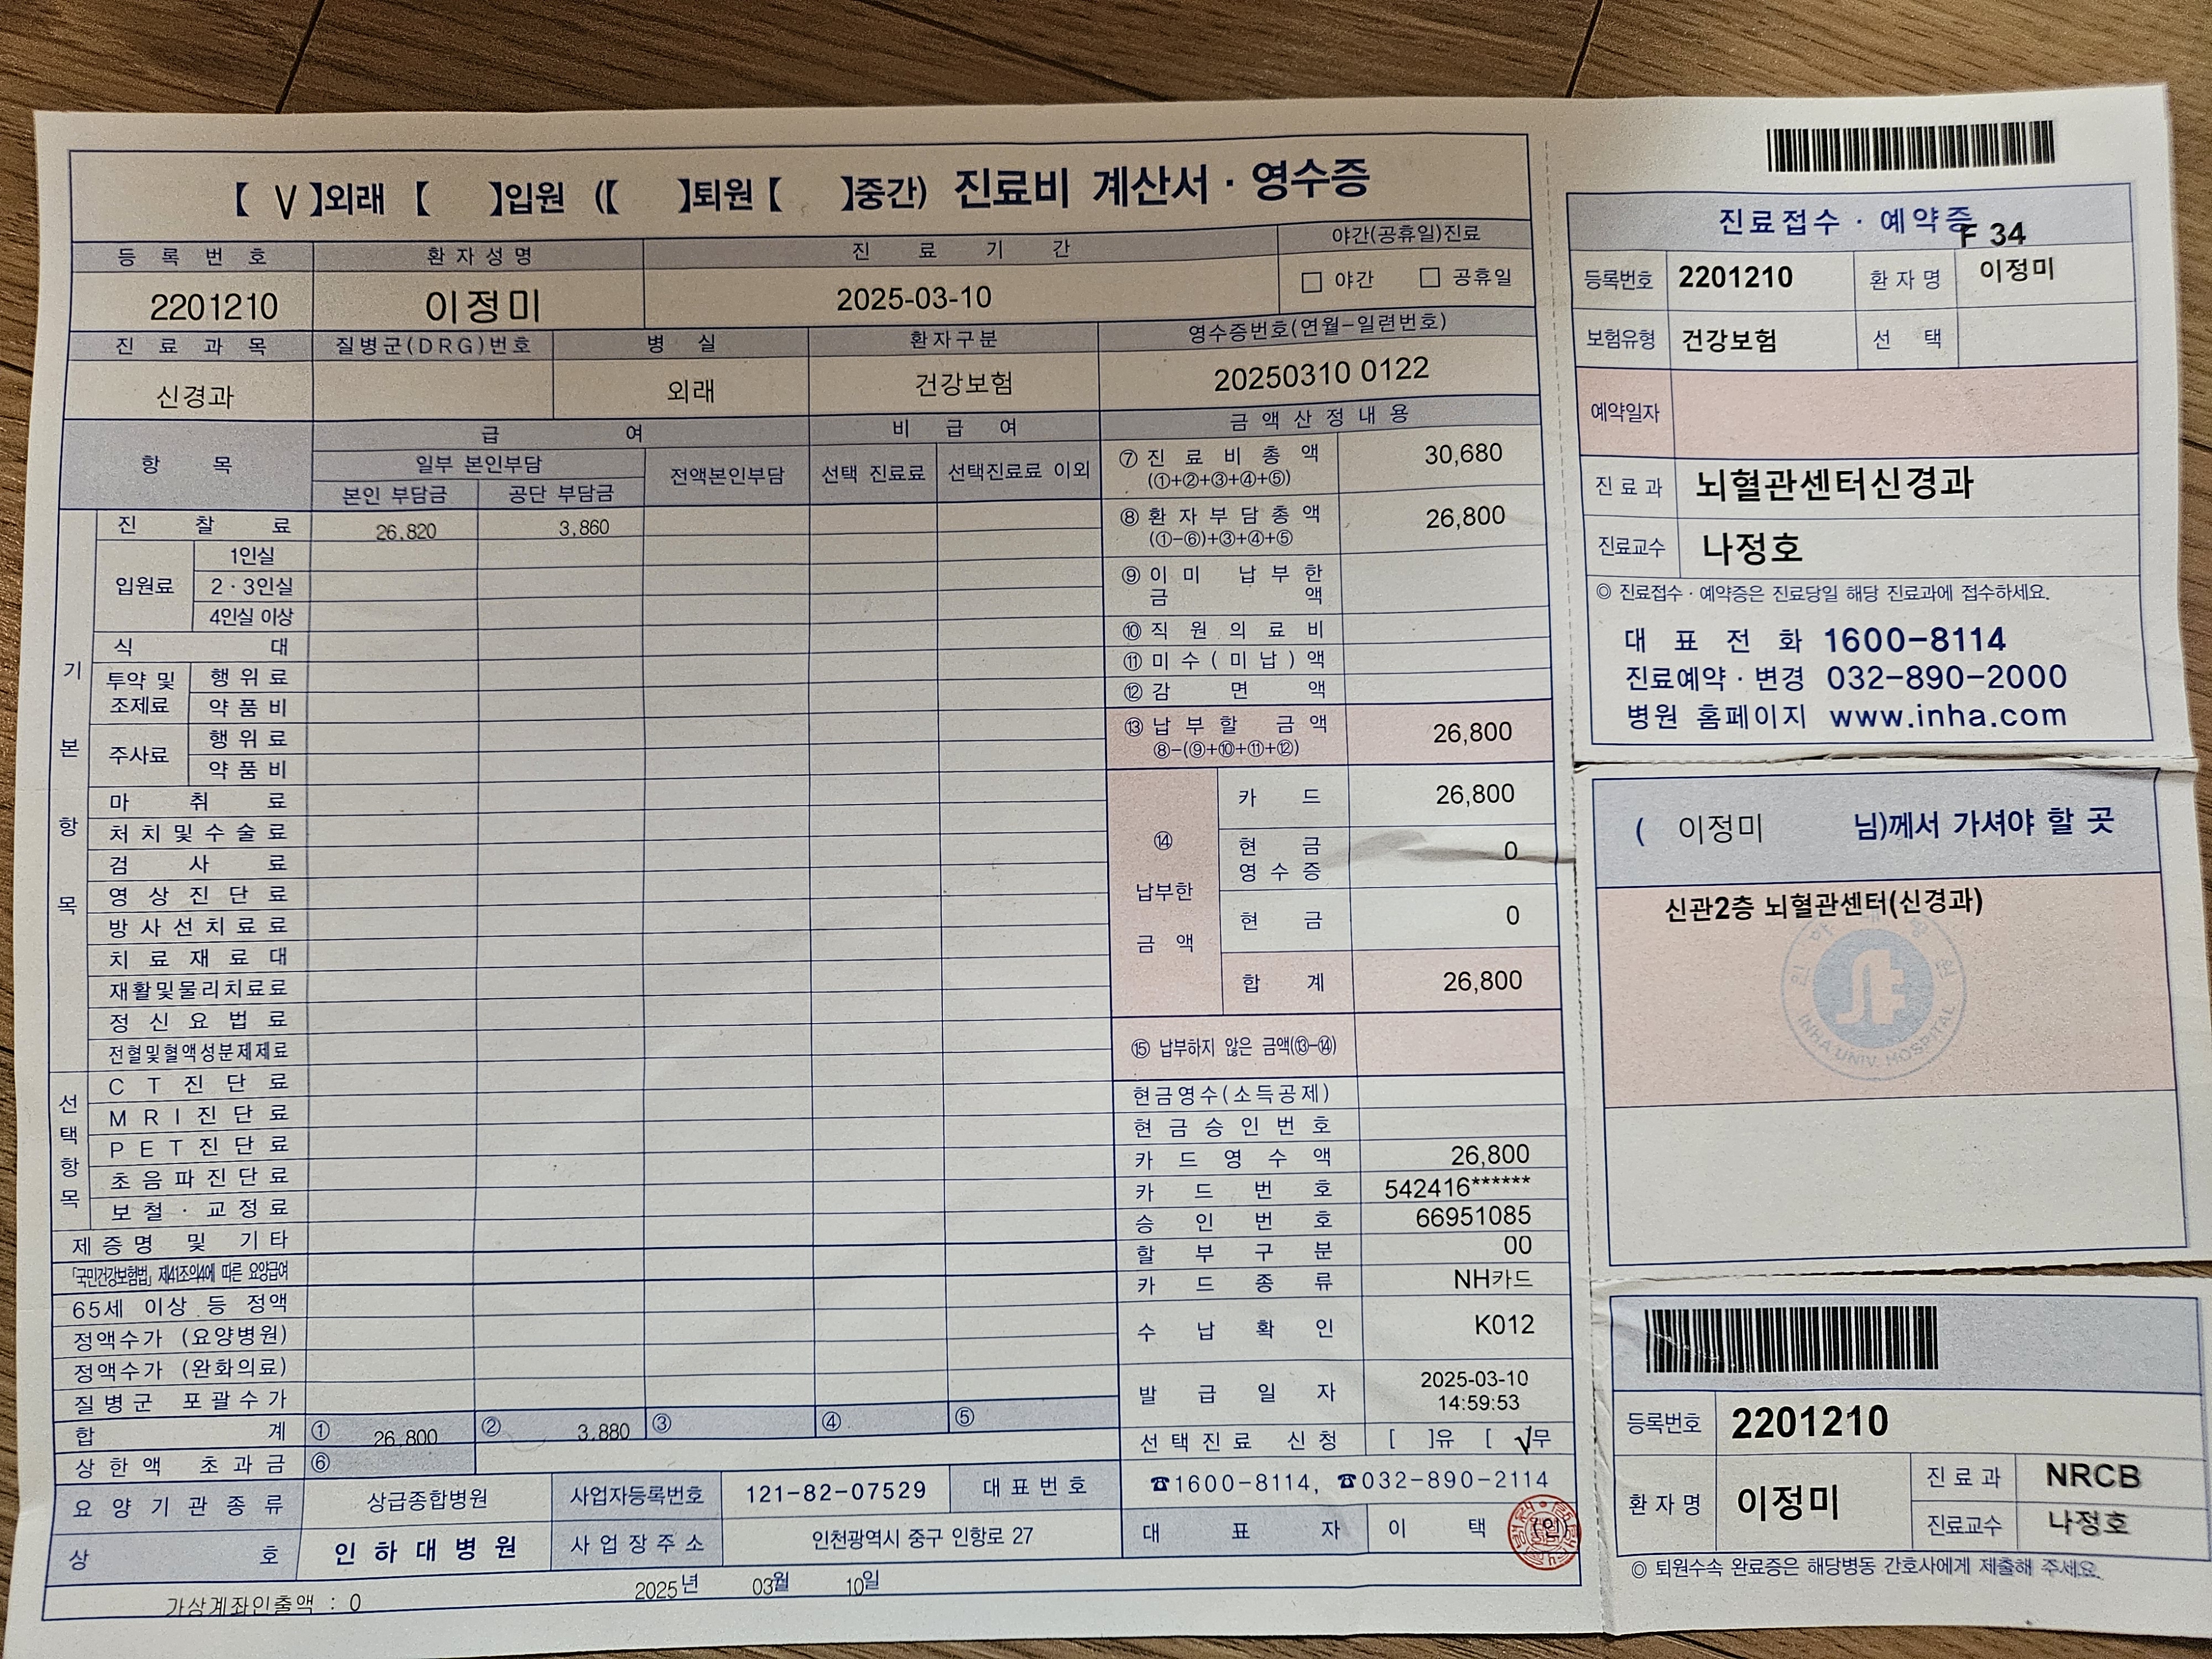 【 V 】외래 【 】입원 (【 】퇴원 【 】중간) 진료비 계산서 · 영수증
등 록 번 호 환자성명 진 료 기 간 야간(공휴일)진료
2201210 이정미 2025-03-10 □ 야간 □ 공휴일
진 료 과 목 질병군(DRG)번호 병 실 환자구분 영수증번호(연월-일련번호)
신경과 외래 건강보험 20250310 0122
항 목 급 여 비 급 여 금 액 산 정 내 용
일부 본인부담 전액본인부담 선택 진료료 선택진료료 이외
본인 부담금 공단 부담금
기 본 항 목
진 찰 료 26,820 3,860
입원료 1인실
2 · 3인실
4인실 이상
식 대
투약 및 조제료 행 위 료
약 품 비
주사료 행 위 료
약 품 비
마 취 료
처 치 및 수 술 료
검 사 료
영 상 진 단 료
방 사 선 치 료 료
치 료 재 료 대
재활및물리치료료
정 신 요 법 료
전혈및혈액성분제제료
선 택 항 목
C T 진 단 료
M R I 진 단 료
P E T 진 단 료
초 음 파 진 단 료
보 철 · 교 정 료
제 증 명 및 기 타
「국민건강보험법」 제41조의4에 따른 요양급여
65세 이상 등 정액
정액수가 (요양병원)
정액수가 (완화의료)
질 병 군 포 괄 수 가
합 계 ① 26,800 ② 3,880 ③ ④ ⑤
상 한 액 초 과 금 ⑥
⑦ 진 료 비 총 액 30,680
(①+②+③+④+⑤)
⑧ 환 자 부 담 총 액 26,800
(①-⑥)+③+④+⑤
⑨ 이 미 납 부 한
금 액
⑩ 직 원 의 료 비
⑪ 미 수 ( 미 납 ) 액
⑫ 감 면 액
⑬ 납 부 할 금 액 26,800
⑧-(⑨+⑩+⑪+⑫)
⑭ 납부한 금 액
카 드 26,800
현 금 영 수 증 0
현 금 0
합 계 26,800
⑮ 납부하지 않은 금액(⑬-⑭)
현금영수(소득공제)
현 금 승 인 번 호
카 드 영 수 액 26,800
카 드 번 호 542416******
승 인 번 호 66951085
할 부 구 분 00
카 드 종 류 NH카드
수 납 확 인 K012
발 급 일 자 2025-03-10
14:59:53
선 택 진 료 신 청 [ ]유 [ √무
요 양 기 관 종 류 상급종합병원 사업자등록번호 121-82-07529 대 표 번 호 ☎1600-8114, ☎032-890-2114
상 호 인 하 대 병 원 사 업 장 주 소 인천광역시 중구 인항로 27 대 표 자 이 택 (인)
2025년 03월 10일
가상계좌인출액 : 0
진료접수 · 예약증
F 34
등록번호 2201210 환 자 명 이정미
보험유형 건강보험 선 택
예약일자
진 료 과 뇌혈관센터신경과
진료교수 나정호
◎ 진료접수 · 예약증은 진료당일 해당 진료과에 접수하세요.
대 표 전 화 1600-8114
진료예약 · 변경 032-890-2000
병원 홈페이지 www.inha.com
( 이정미 님)께서 가셔야 할 곳
신관2층 뇌혈관센터(신경과)
인하대병원
INHA UNIV. HOSPITAL
등록번호 2201210
환 자 명 이정미 진 료 과 NRCB
진료교수 나정호
◎ 퇴원수속 완료증은 해당병동 간호사에게 제출해 주세요.